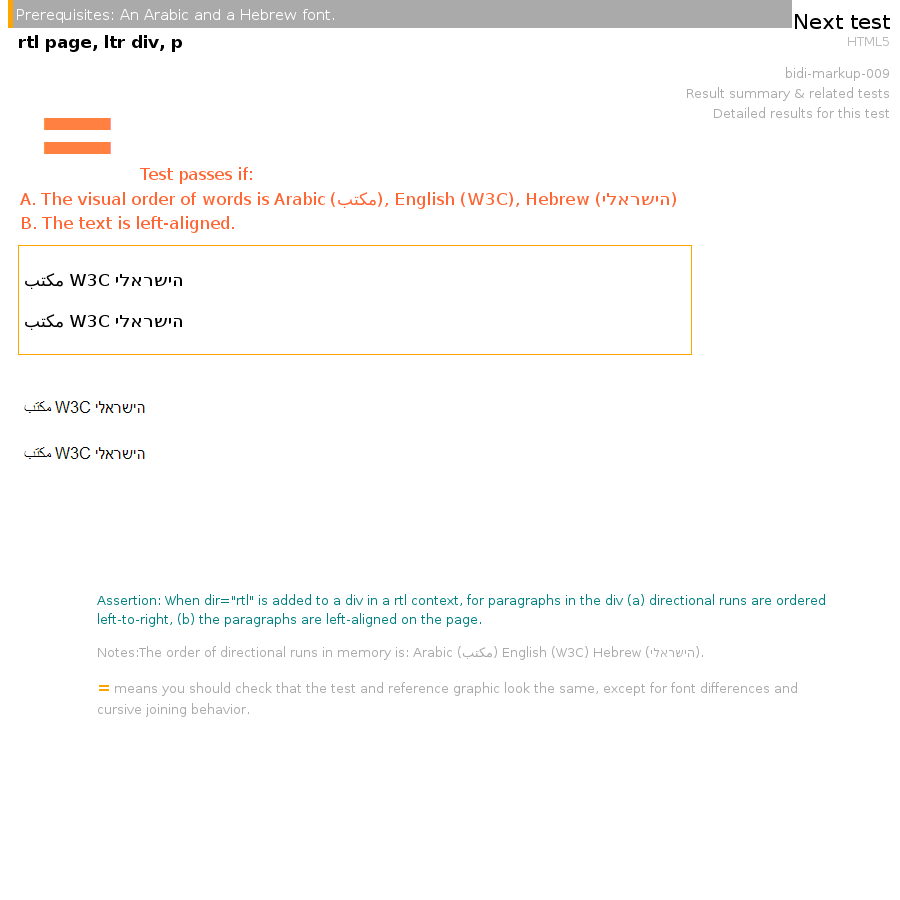 Prerequisites: An Arabic and a Hebrew font.
Next test
rtl page, ltr div, p
HTML5
bidi-markup-009
Result summary & related tests
Detailed results for this test
Test passes if:
A. The visual order of words is Arabic (مكتب), English (W3C), Hebrew (הישראלי)
B. The text is left-aligned.
مكتب W3C הישראלי
مكتب W3C הישראלי
مكتب W3C הישראלי
مكتب W3C הישראלי
Assertion: When dir="rtl" is added to a div in a rtl context, for paragraphs in the div (a) directional runs are ordered
left-to-right, (b) the paragraphs are left-aligned on the page.
Notes:The order of directional runs in memory is: Arabic (مكتب) English (W3C) Hebrew (הישראלי).
= means you should check that the test and reference graphic look the same, except for font differences and
cursive joining behavior.